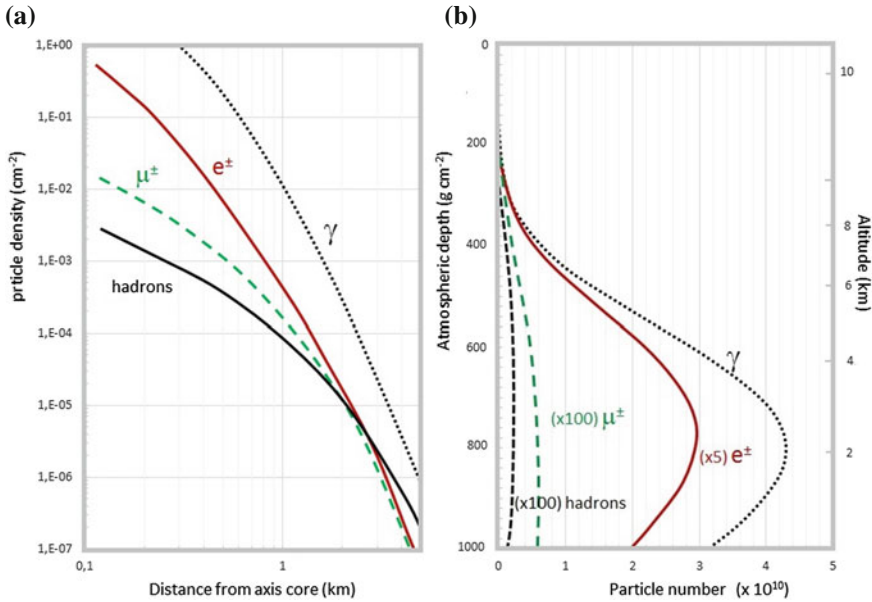 (a)
1,E+00
1,E-01
1,E-02
1,E-03
1,E-04
1,E-05
1,E-06
1,E-07
prticle density (cm⁻²)
e±
μ±
γ
hadrons
0,1
1
Distance from axis core (km)
(b)
0
200
400
600
800
1000
Atmospheric depth (g cm⁻²)
10
8
6
4
2
Altitude (km)
γ
(x100) μ±
(x5) e±
(x100) hadrons
0
1
2
3
4
5
Particle number (x 10¹⁰)